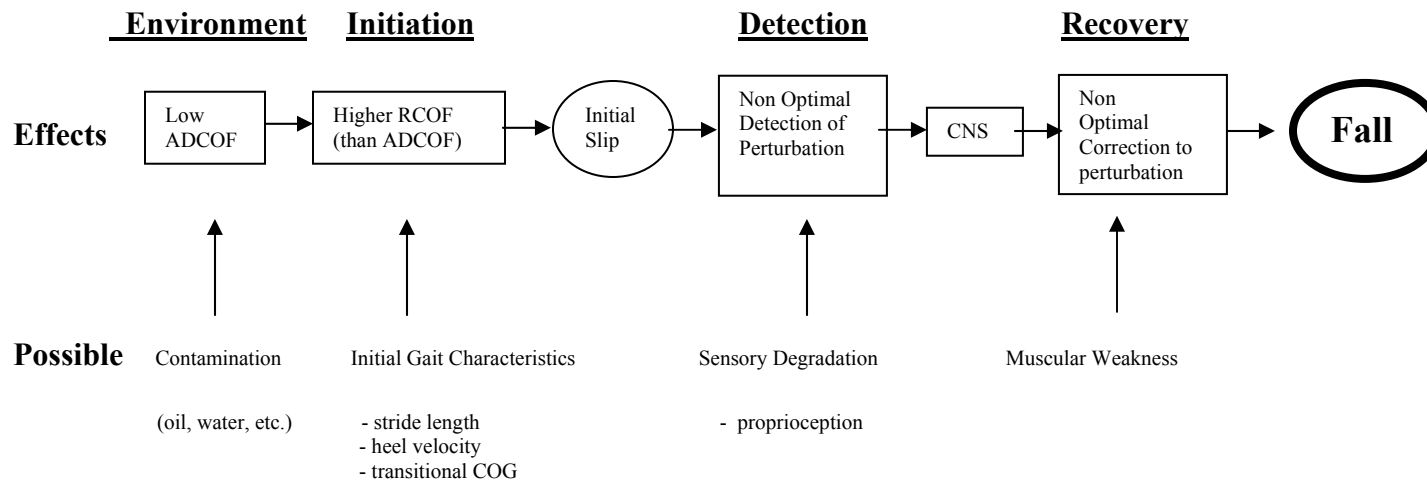 Environment
Initiation
Detection
Recovery
Effects
Low
ADCOF
Higher RCOF
(than ADCOF)
Initial
Slip
Non Optimal
Detection of
Perturbation
CNS
Non
Optimal
Correction to
perturbation
Fall
Possible
Contamination
Initial Gait Characteristics
Sensory Degradation
Muscular Weakness
(oil, water, etc.)
- stride length
- heel velocity
- transitional COG
- proprioception